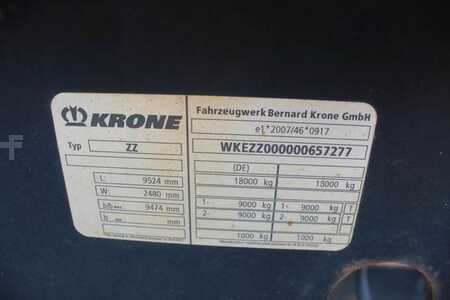 KRONE
Typ ZZ
L: 9524 mm
W: 2480 mm
9474 mm
mm
Fahrzeugwerk Bernard Krone GmbH
e1*2007/46*0917
WKEZZ000000657277
(DE)
18000 kg 15000 kg
1- 9000 kg 1- 9000 kg T
2- 9000 kg 2- 9000 kg T
kg kg
1000 kg 1000 kg
F